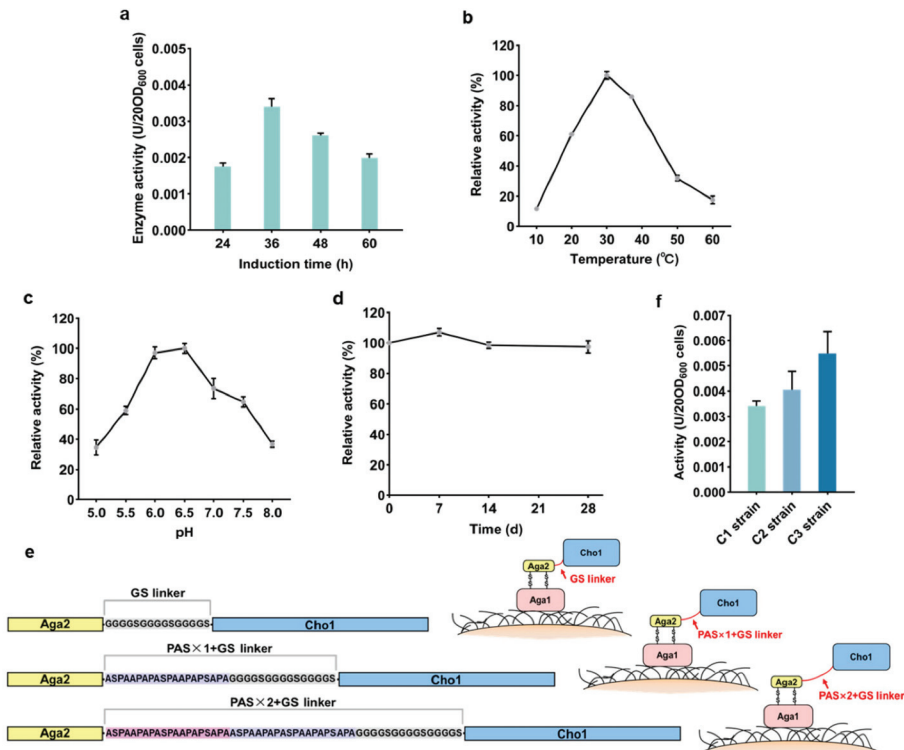 a
Enzyme activity (U/20OD600 cells)
0.005
0.004
0.003
0.002
0.001
0.000
24 36 48 60
Induction time (h)
b
Relative activity (%)
120
100
80
60
40
20
0
10 20 30 40 50 60
Temperature (℃)
c
Relative activity (%)
120
100
80
60
40
20
0
5.0 5.5 6.0 6.5 7.0 7.5 8.0
pH
d
Relative activity (%)
120
100
80
60
40
20
0
0 7 14 21 28
Time (d)
f
Activity (U/20OD600 cells)
0.007
0.006
0.005
0.004
0.003
0.002
0.001
0.000
C1 strain
C2 strain
C3 strain
e
GS linker
Aga2 GGGGSGGGGSGGGGS Cho1
PAS×1+GS linker
Aga2 ASPAAPAPASPAAPAPSAPAGGGGSGGGGSGGGGS Cho1
PAS×2+GS linker
Aga2 ASPAAPAPASPAAPAPSAPAASPAAPAPASPAAPAPSAPAGGGGSGGGGSGGGGS Cho1
Cho1
Aga2
GS linker
S S
S S
Aga1
Cho1
Aga2
PAS×1+GS linker
S S
S S
Aga1
Cho1
Aga2
PAS×2+GS linker
S S
S S
Aga1